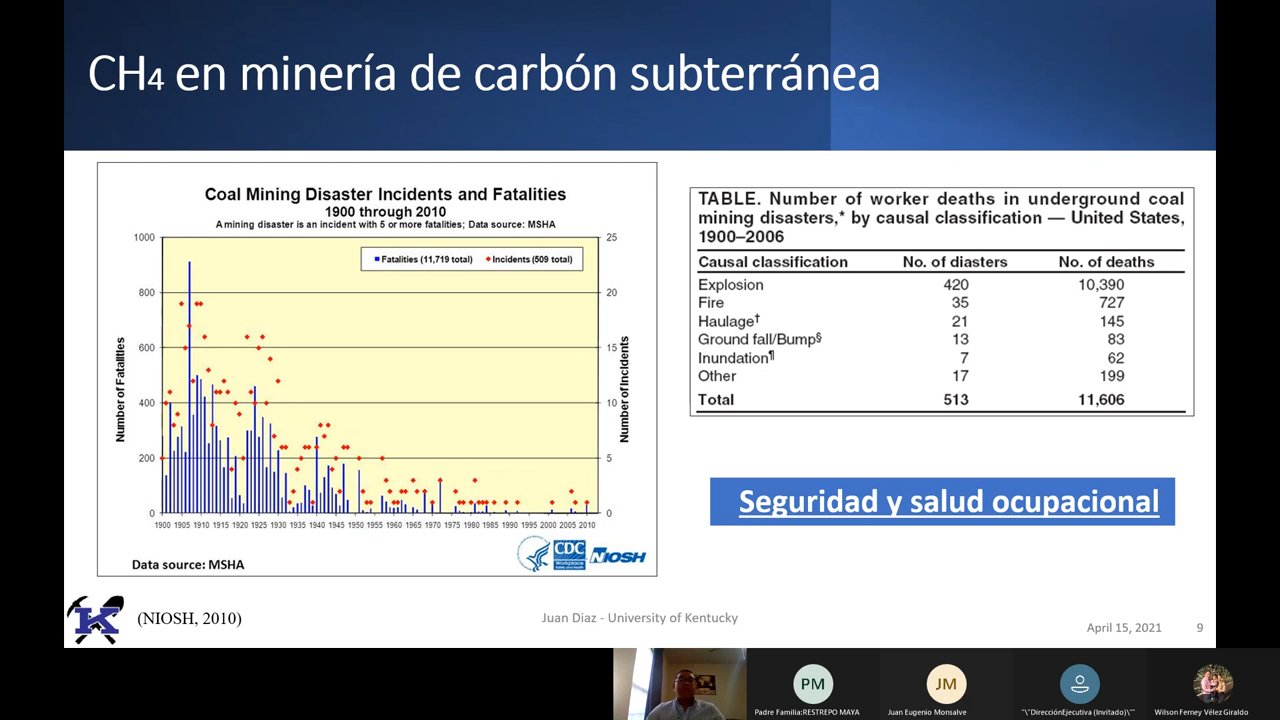 CH4 en minería de carbón subterránea
Coal Mining Disaster Incidents and Fatalities
1900 through 2010
A mining disaster is an incident with 5 or more fatalities; Data source: MSHA
Fatalities (11,719 total) Incidents (509 total)
Number of Fatalities
1000
800
600
400
200
0
25
20
15
10
5
0
Number of Incidents
1900 1905 1910 1915 1920 1925 1930 1935 1940 1945 1950 1955 1960 1965 1970 1975 1980 1985 1990 1995 2000 2005 2010
Data source: MSHA
CDC
Workplace
NIOSH
TABLE. Number of worker deaths in underground coal
mining disasters,* by causal classification — United States,
1900–2006
Causal classification No. of diasters No. of deaths
Explosion 420 10,390
Fire 35 727
Haulage† 21 145
Ground fall/Bump§ 13 83
Inundation¶ 7 62
Other 17 199
Total 513 11,606
Seguridad y salud ocupacional
K
(NIOSH, 2010)
Juan Diaz - University of Kentucky
April 15, 2021 9
PM
JM
Padre Familia:RESTREPO MAYA
Juan Eugenio Monsalve
"\"DirecciónEjecutiva (Invitado)\""
Wilson Ferney Vélez Giraldo